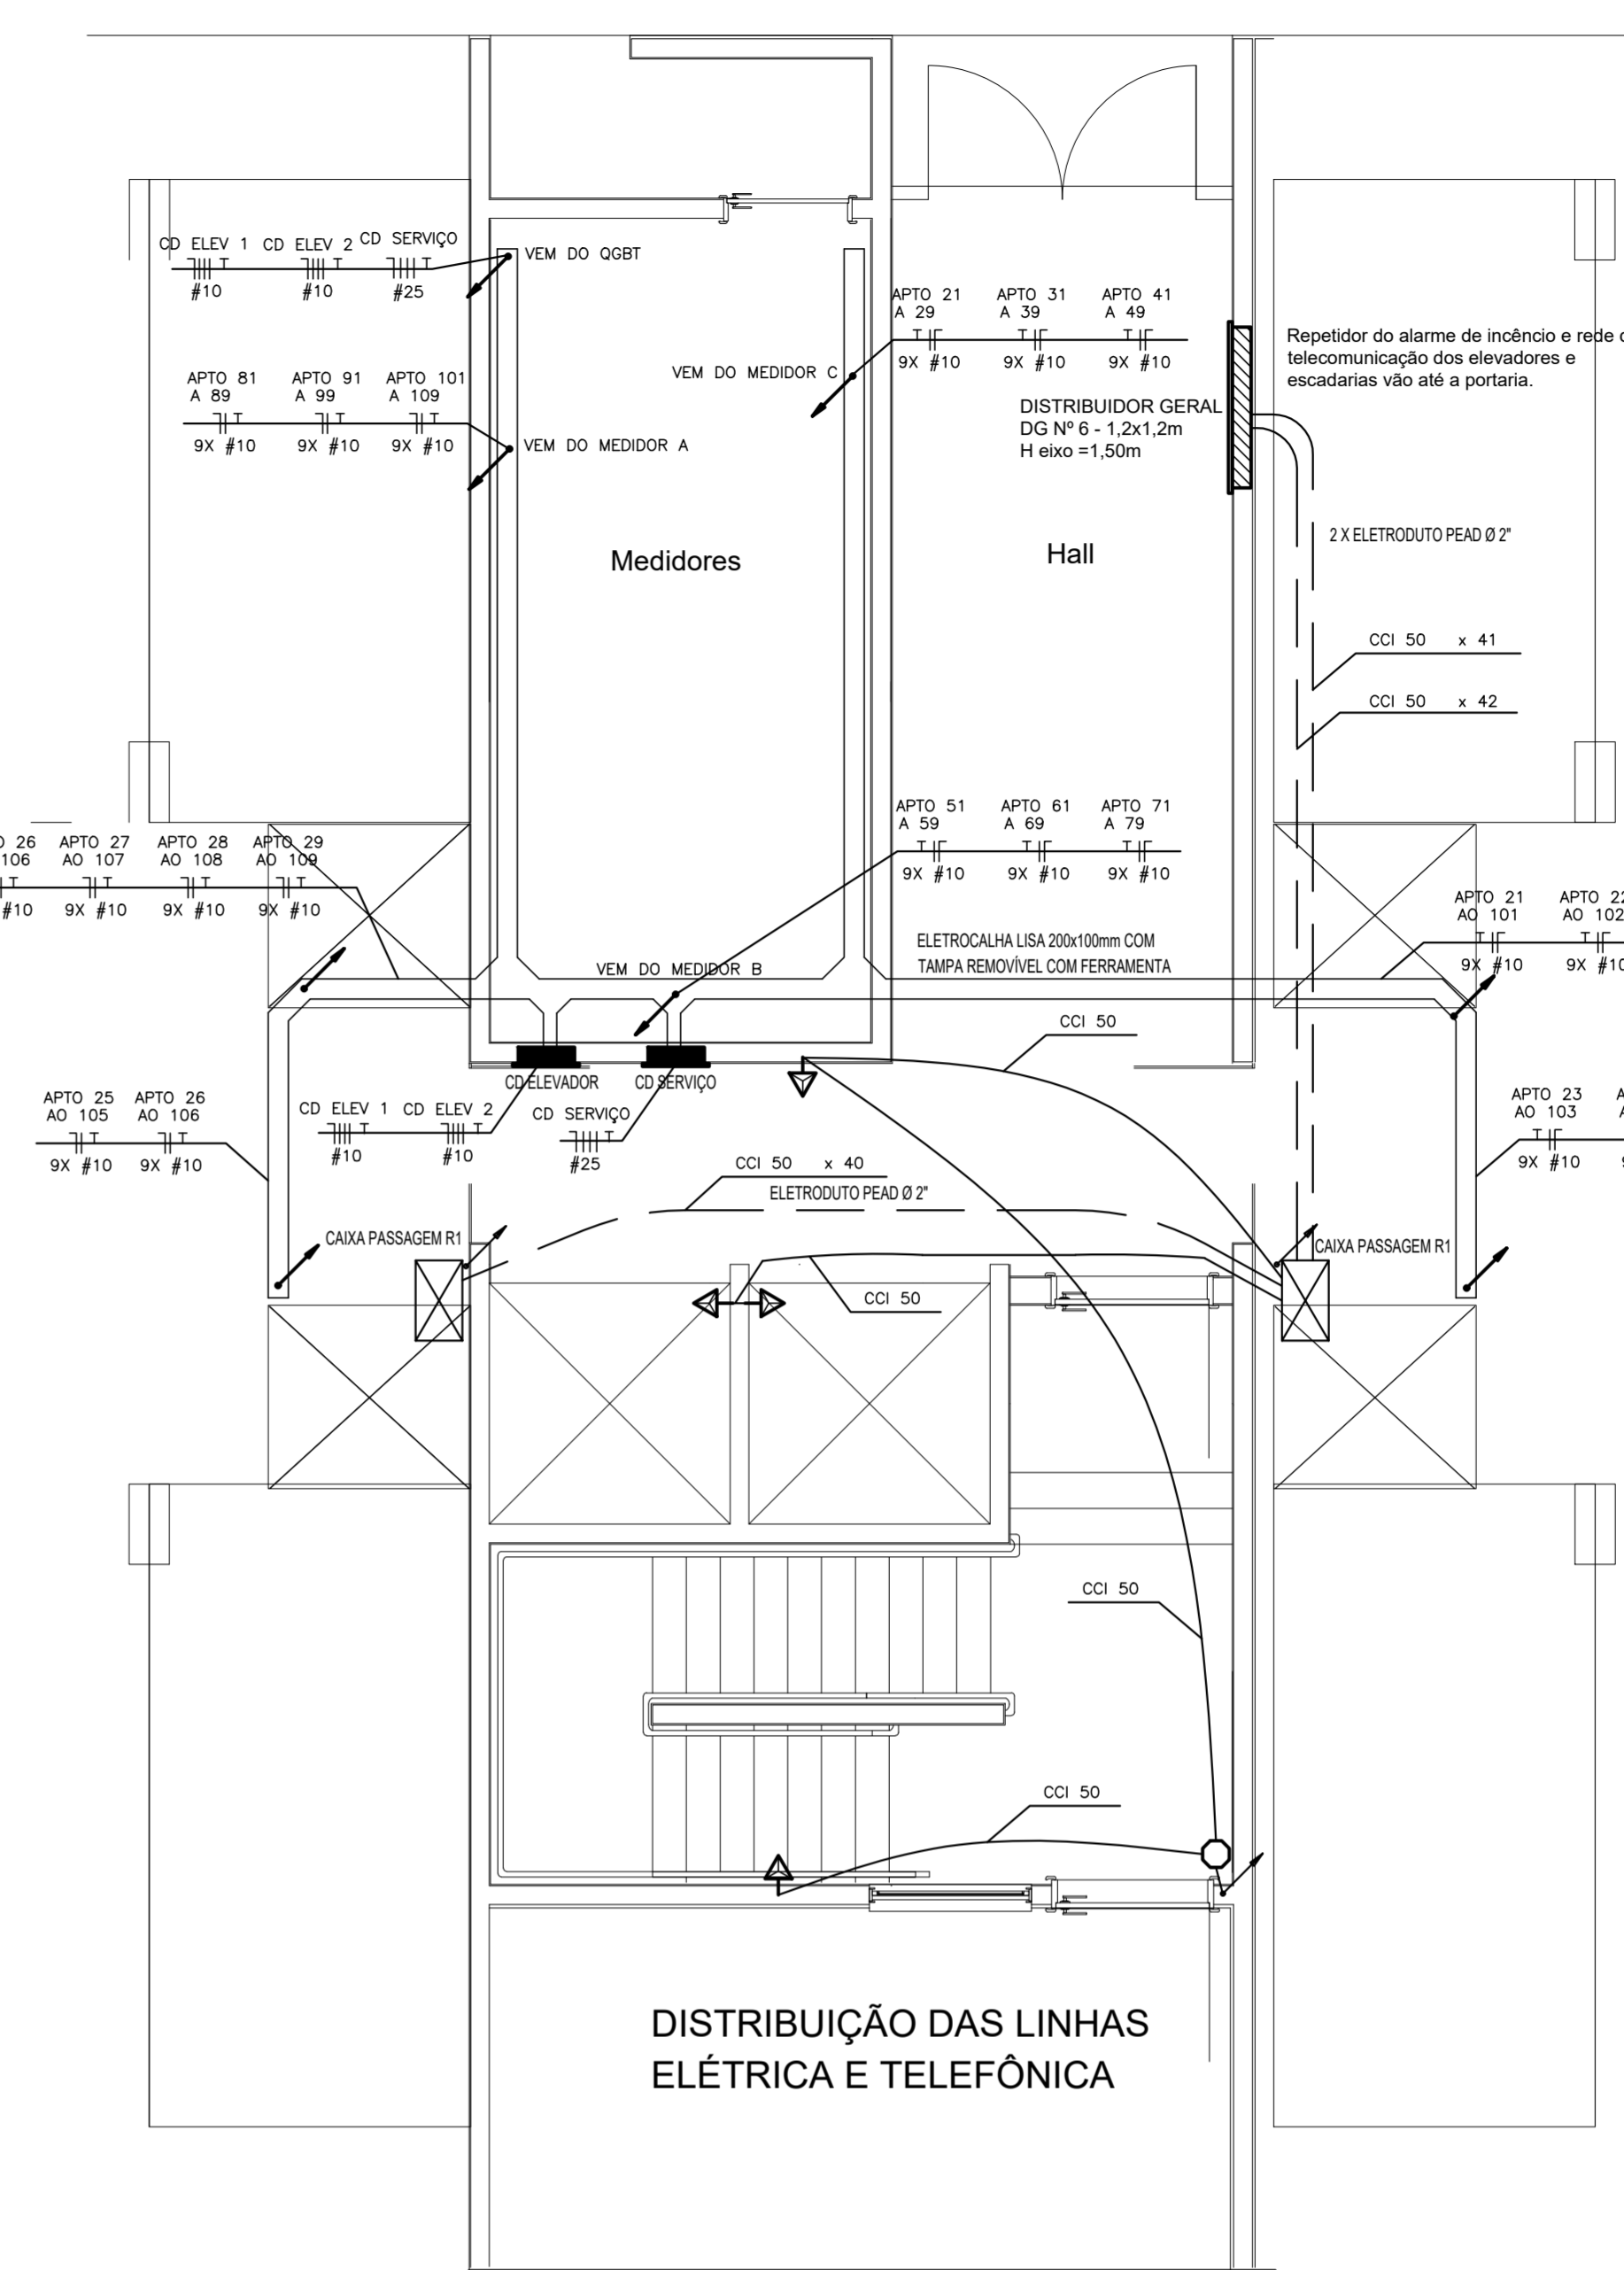 CD ELEV 1 CD ELEV 2 CD SERVIÇO
#10 #10 #25
VEM DO QGBT
APTO 21 APTO 31 APTO 41
A 29 A 39 A 49
9X #10 9X #10 9X #10
VEM DO MEDIDOR C
Repetidor do alarme de incêncio e rede
telecomunicação dos elevadores e
escadarias vão até a portaria.
APTO 81 APTO 91 APTO 101
A 89 A 99 A 109
9X #10 9X #10 9X #10
VEM DO MEDIDOR A
DISTRIBUIDOR GERAL
DG Nº 6 - 1,2x1,2m
H eixo =1,50m
Medidores
Hall
2 X ELETRODUTO PEAD Ø 2"
CCI 50 x 41
CCI 50 x 42
APTO 51 APTO 61 APTO 71
A 59 A 69 A 79
9X #10 9X #10 9X #10
26 APTO 27 APTO 28 APTO 29
106 AO 107 AO 108 AO 109
#10 9X #10 9X #10 9X #10
APTO 21 APTO 22
AO 101 AO 102
9X #10 9X #10
ELETROCALHA LISA 200x100mm COM
TAMPA REMOVÍVEL COM FERRAMENTA
VEM DO MEDIDOR B
CCI 50
CD ELEVADOR
CD SERVIÇO
APTO 25 APTO 26
AO 105 AO 106
9X #10 9X #10
CD ELEV 1 CD ELEV 2
#10 #10
CD SERVIÇO
#25
APTO 23
AO 103
9X #10
CCI 50 x 40
ELETRODUTO PEAD Ø 2"
CAIXA PASSAGEM R1
CAIXA PASSAGEM R1
CCI 50
CCI 50
CCI 50
DISTRIBUIÇÃO DAS LINHAS
ELÉTRICA E TELEFÔNICA